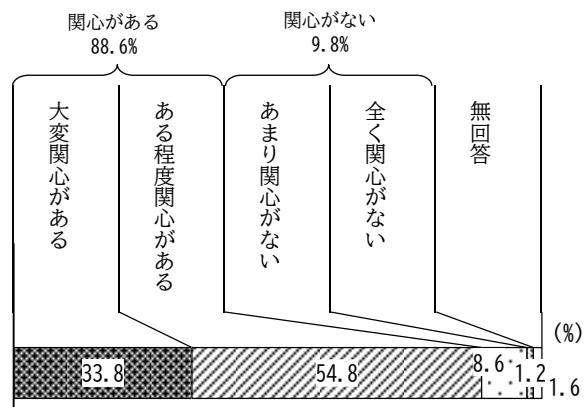 関心がある
88.6%
関心がない
9.8%
大変関心がある
ある程度関心がある
あまり関心がない
全く関心がない
無回答
(%)
33.8
54.8
8.6
1.2
1.6